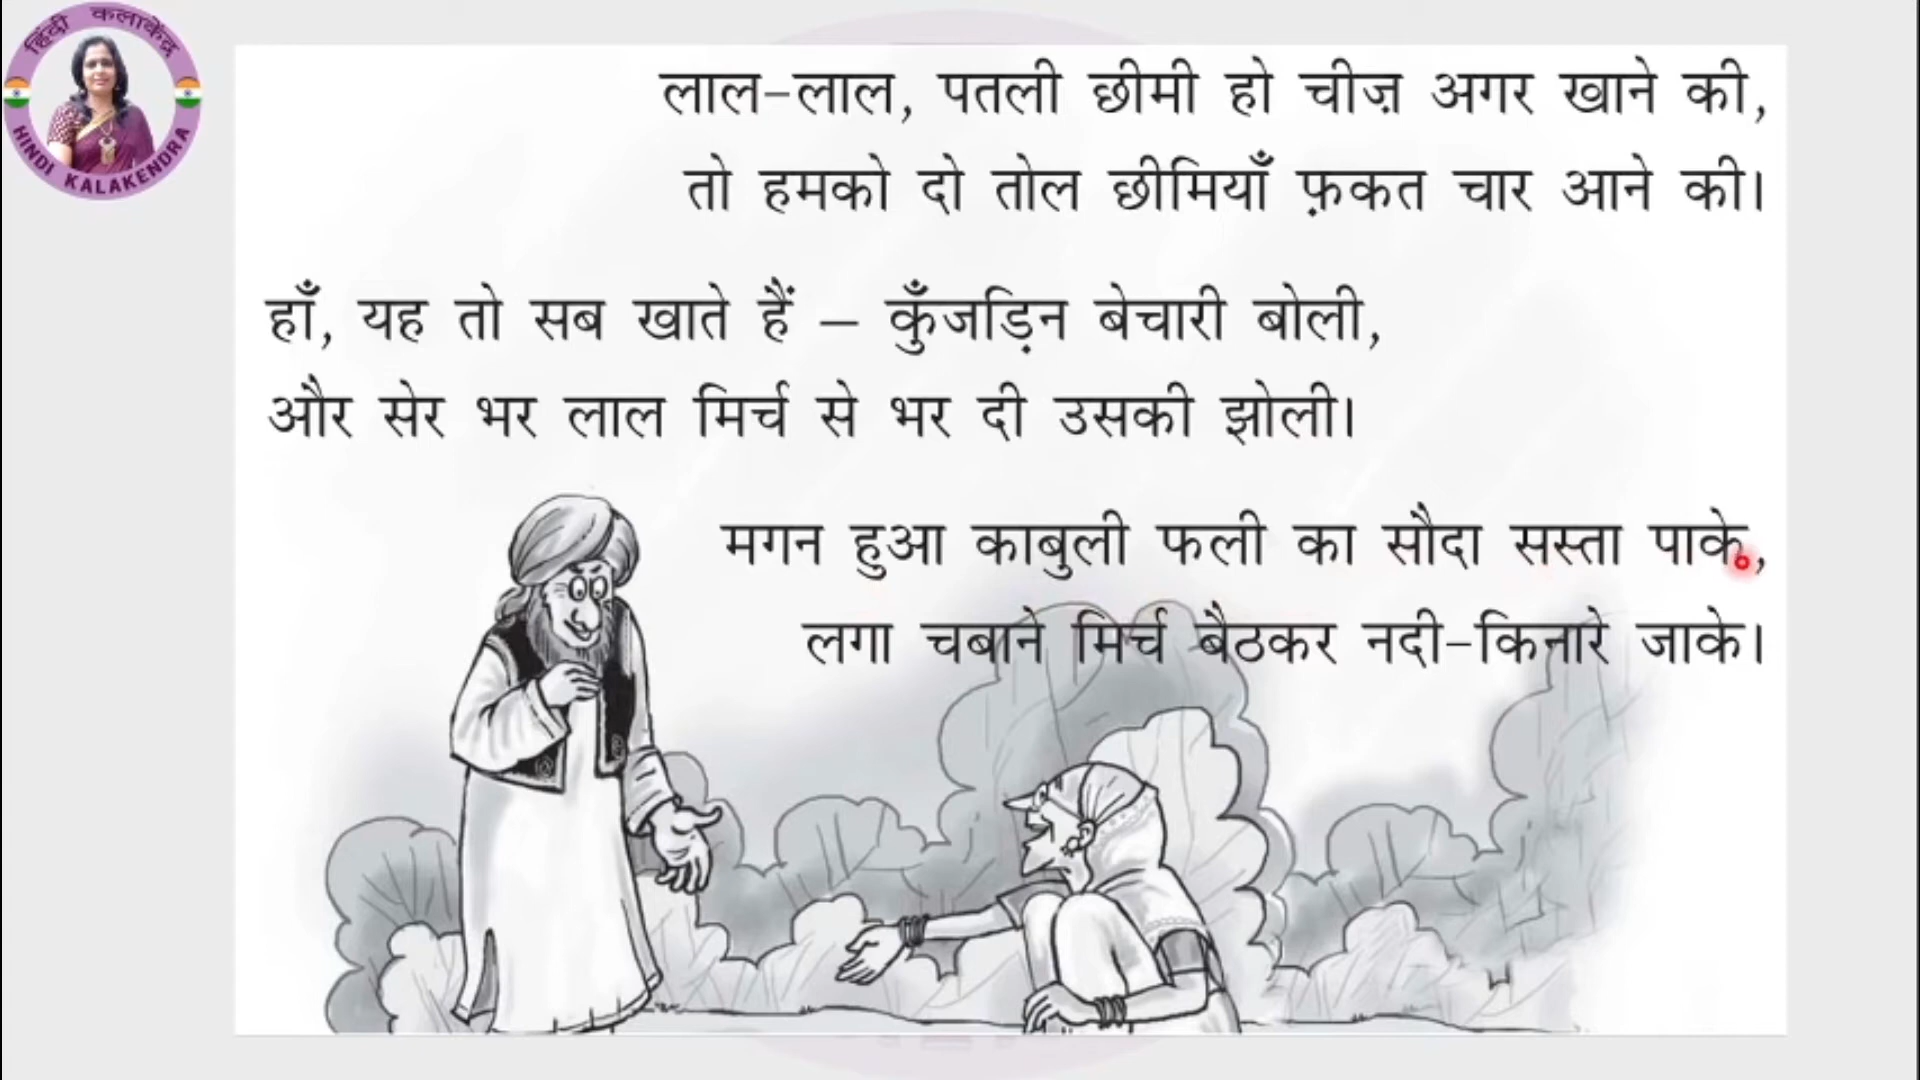 हिंदी कलाकेंद्र
HINDI KALAKENDRA
लाल-लाल, पतली छीमी हो चीज़ अगर खाने की,
तो हमको दो तोल छीमियाँ फ़कत चार आने की।
हाँ, यह तो सब खाते हैं – कुँजड़िन बेचारी बोली,
और सेर भर लाल मिर्च से भर दी उसकी झोली।
मगन हुआ काबुली फली का सौदा सस्ता पाके,
लगा चबाने मिर्च बैठकर नदी-किनारे जाके।